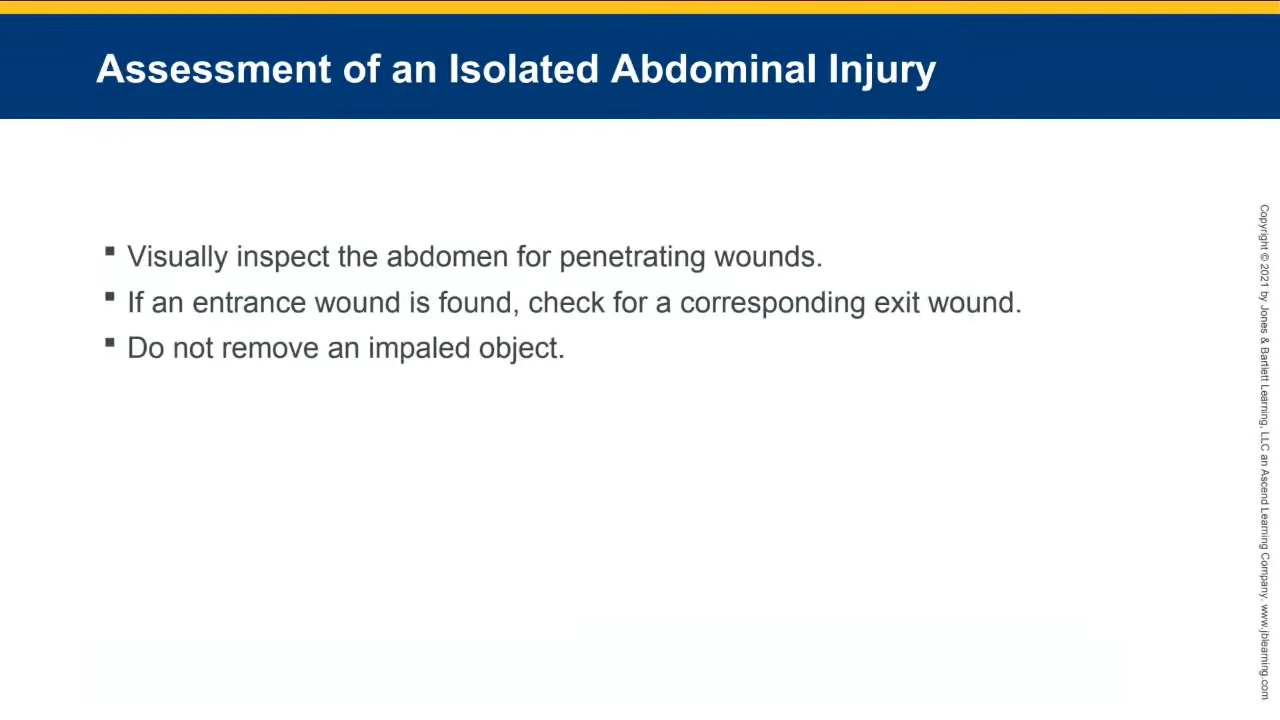 Assessment of an Isolated Abdominal Injury
▪ Visually inspect the abdomen for penetrating wounds.
▪ If an entrance wound is found, check for a corresponding exit wound.
▪ Do not remove an impaled object.
Copyright © 2021 by Jones & Bartlett Learning, LLC an Ascend Learning Company. www.jblearning.com